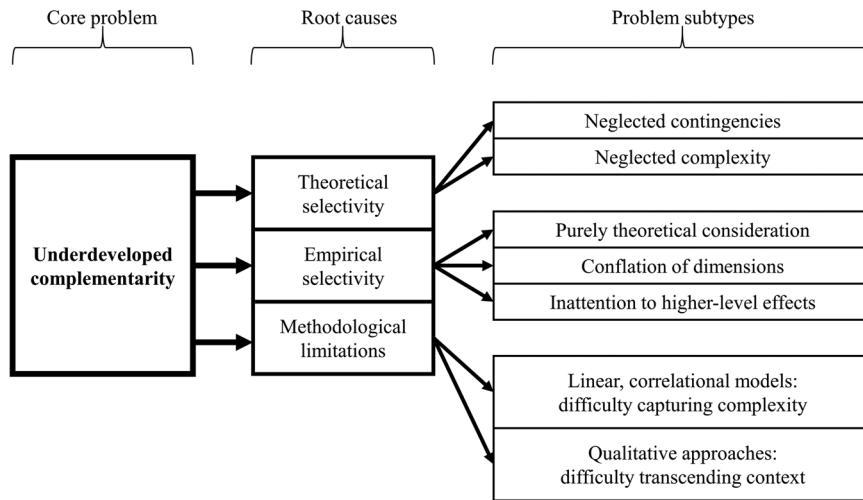 Core problem
Root causes
Problem subtypes
Underdeveloped
complementarity
Theoretical
selectivity
Empirical
selectivity
Methodological
limitations
Neglected contingencies
Neglected complexity
Purely theoretical consideration
Conflation of dimensions
Inattention to higher-level effects
Linear, correlational models:
difficulty capturing complexity
Qualitative approaches:
difficulty transcending context